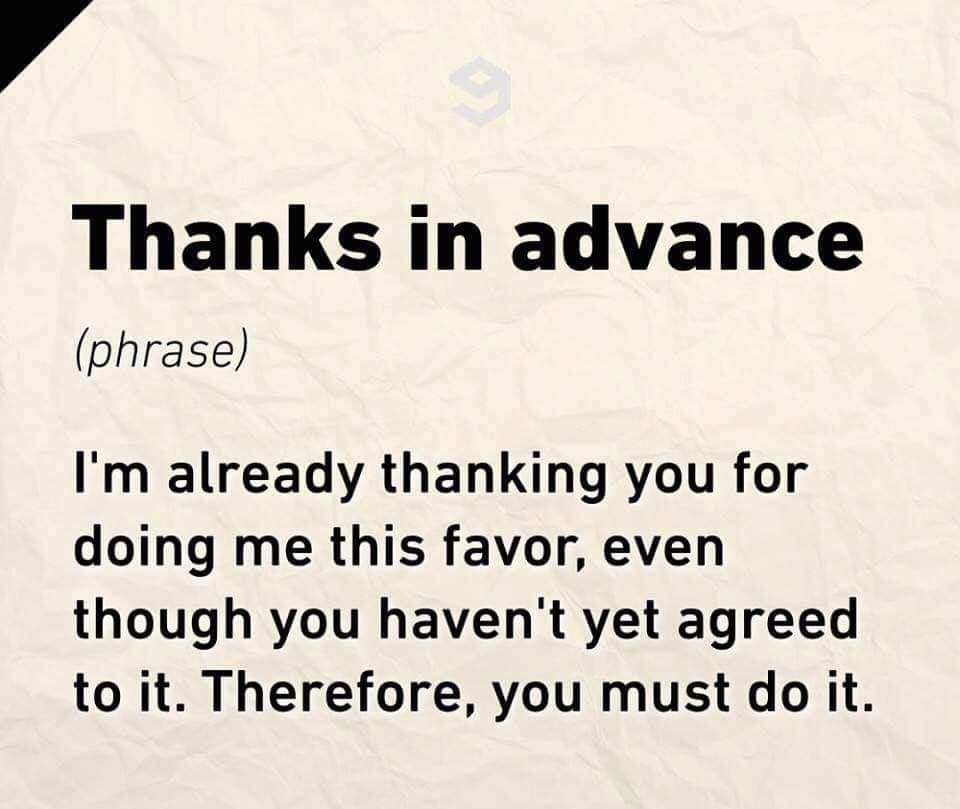 9
Thanks in advance
(phrase)
I'm already thanking you for
doing me this favor, even
though you haven't yet agreed
to it. Therefore, you must do it.